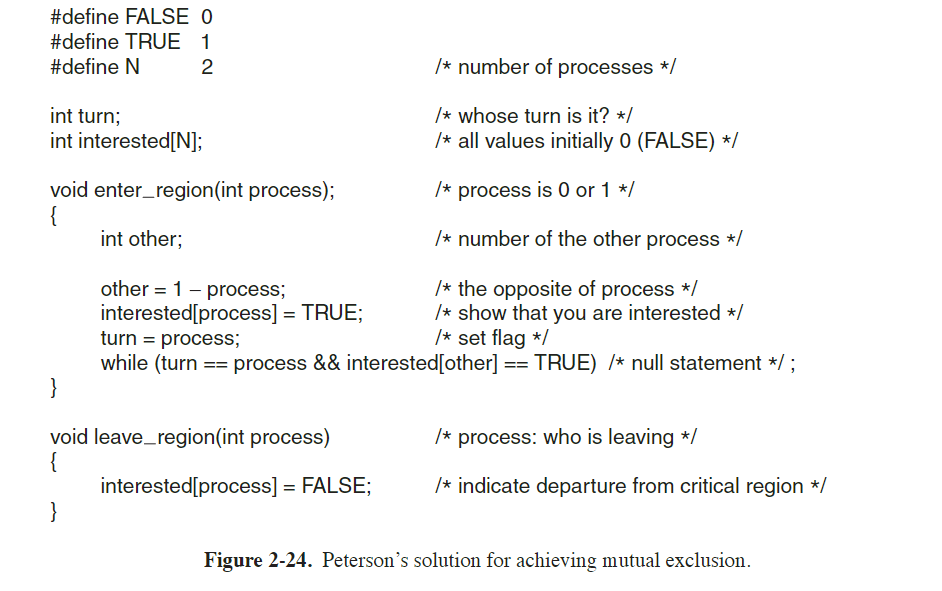 #define FALSE 0
#define TRUE 1
#define N 2 /* number of processes */
int turn; /* whose turn is it? */
int interested[N]; /* all values initially 0 (FALSE) */
void enter_region(int process); /* process is 0 or 1 */
{
int other; /* number of the other process */
other = 1 – process; /* the opposite of process */
interested[process] = TRUE; /* show that you are interested */
turn = process; /* set flag */
while (turn == process && interested[other] == TRUE) /* null statement */ ;
}
void leave_region(int process) /* process: who is leaving */
{
interested[process] = FALSE; /* indicate departure from critical region */
}
Figure 2-24. Peterson’s solution for achieving mutual exclusion.